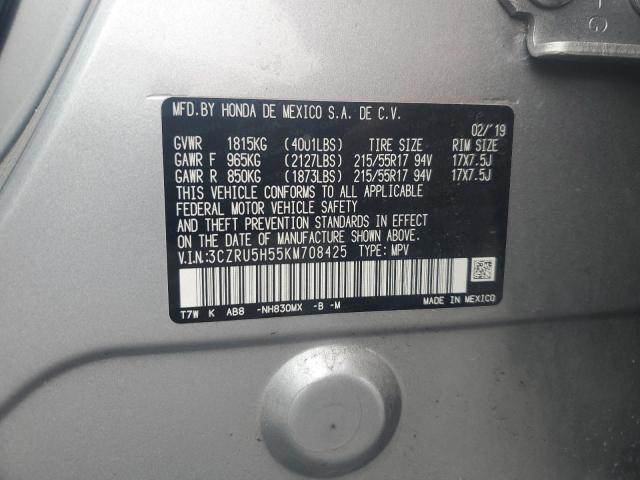 G
MFD.BY HONDA DE MEXICO S.A. DE C.V.
02/'19
GVWR 1815KG (4001LBS) TIRE SIZE RIM SIZE
GAWR F 965KG (2127LBS) 215/55R17 94V 17X7.5J
GAWR R 850KG (1873LBS) 215/55R17 94V 17X7.5J
THIS VEHICLE CONFORMS TO ALL APPLICABLE
FEDERAL MOTOR VEHICLE SAFETY
AND THEFT PREVENTION STANDARDS IN EFFECT
ON THE DATE OF MANUFACTURE SHOWN ABOVE.
V.I.N:3CZRU5H55KM708425 TYPE: MPV
T7W K AB8 -NH830MX -B -M MADE IN MEXICO